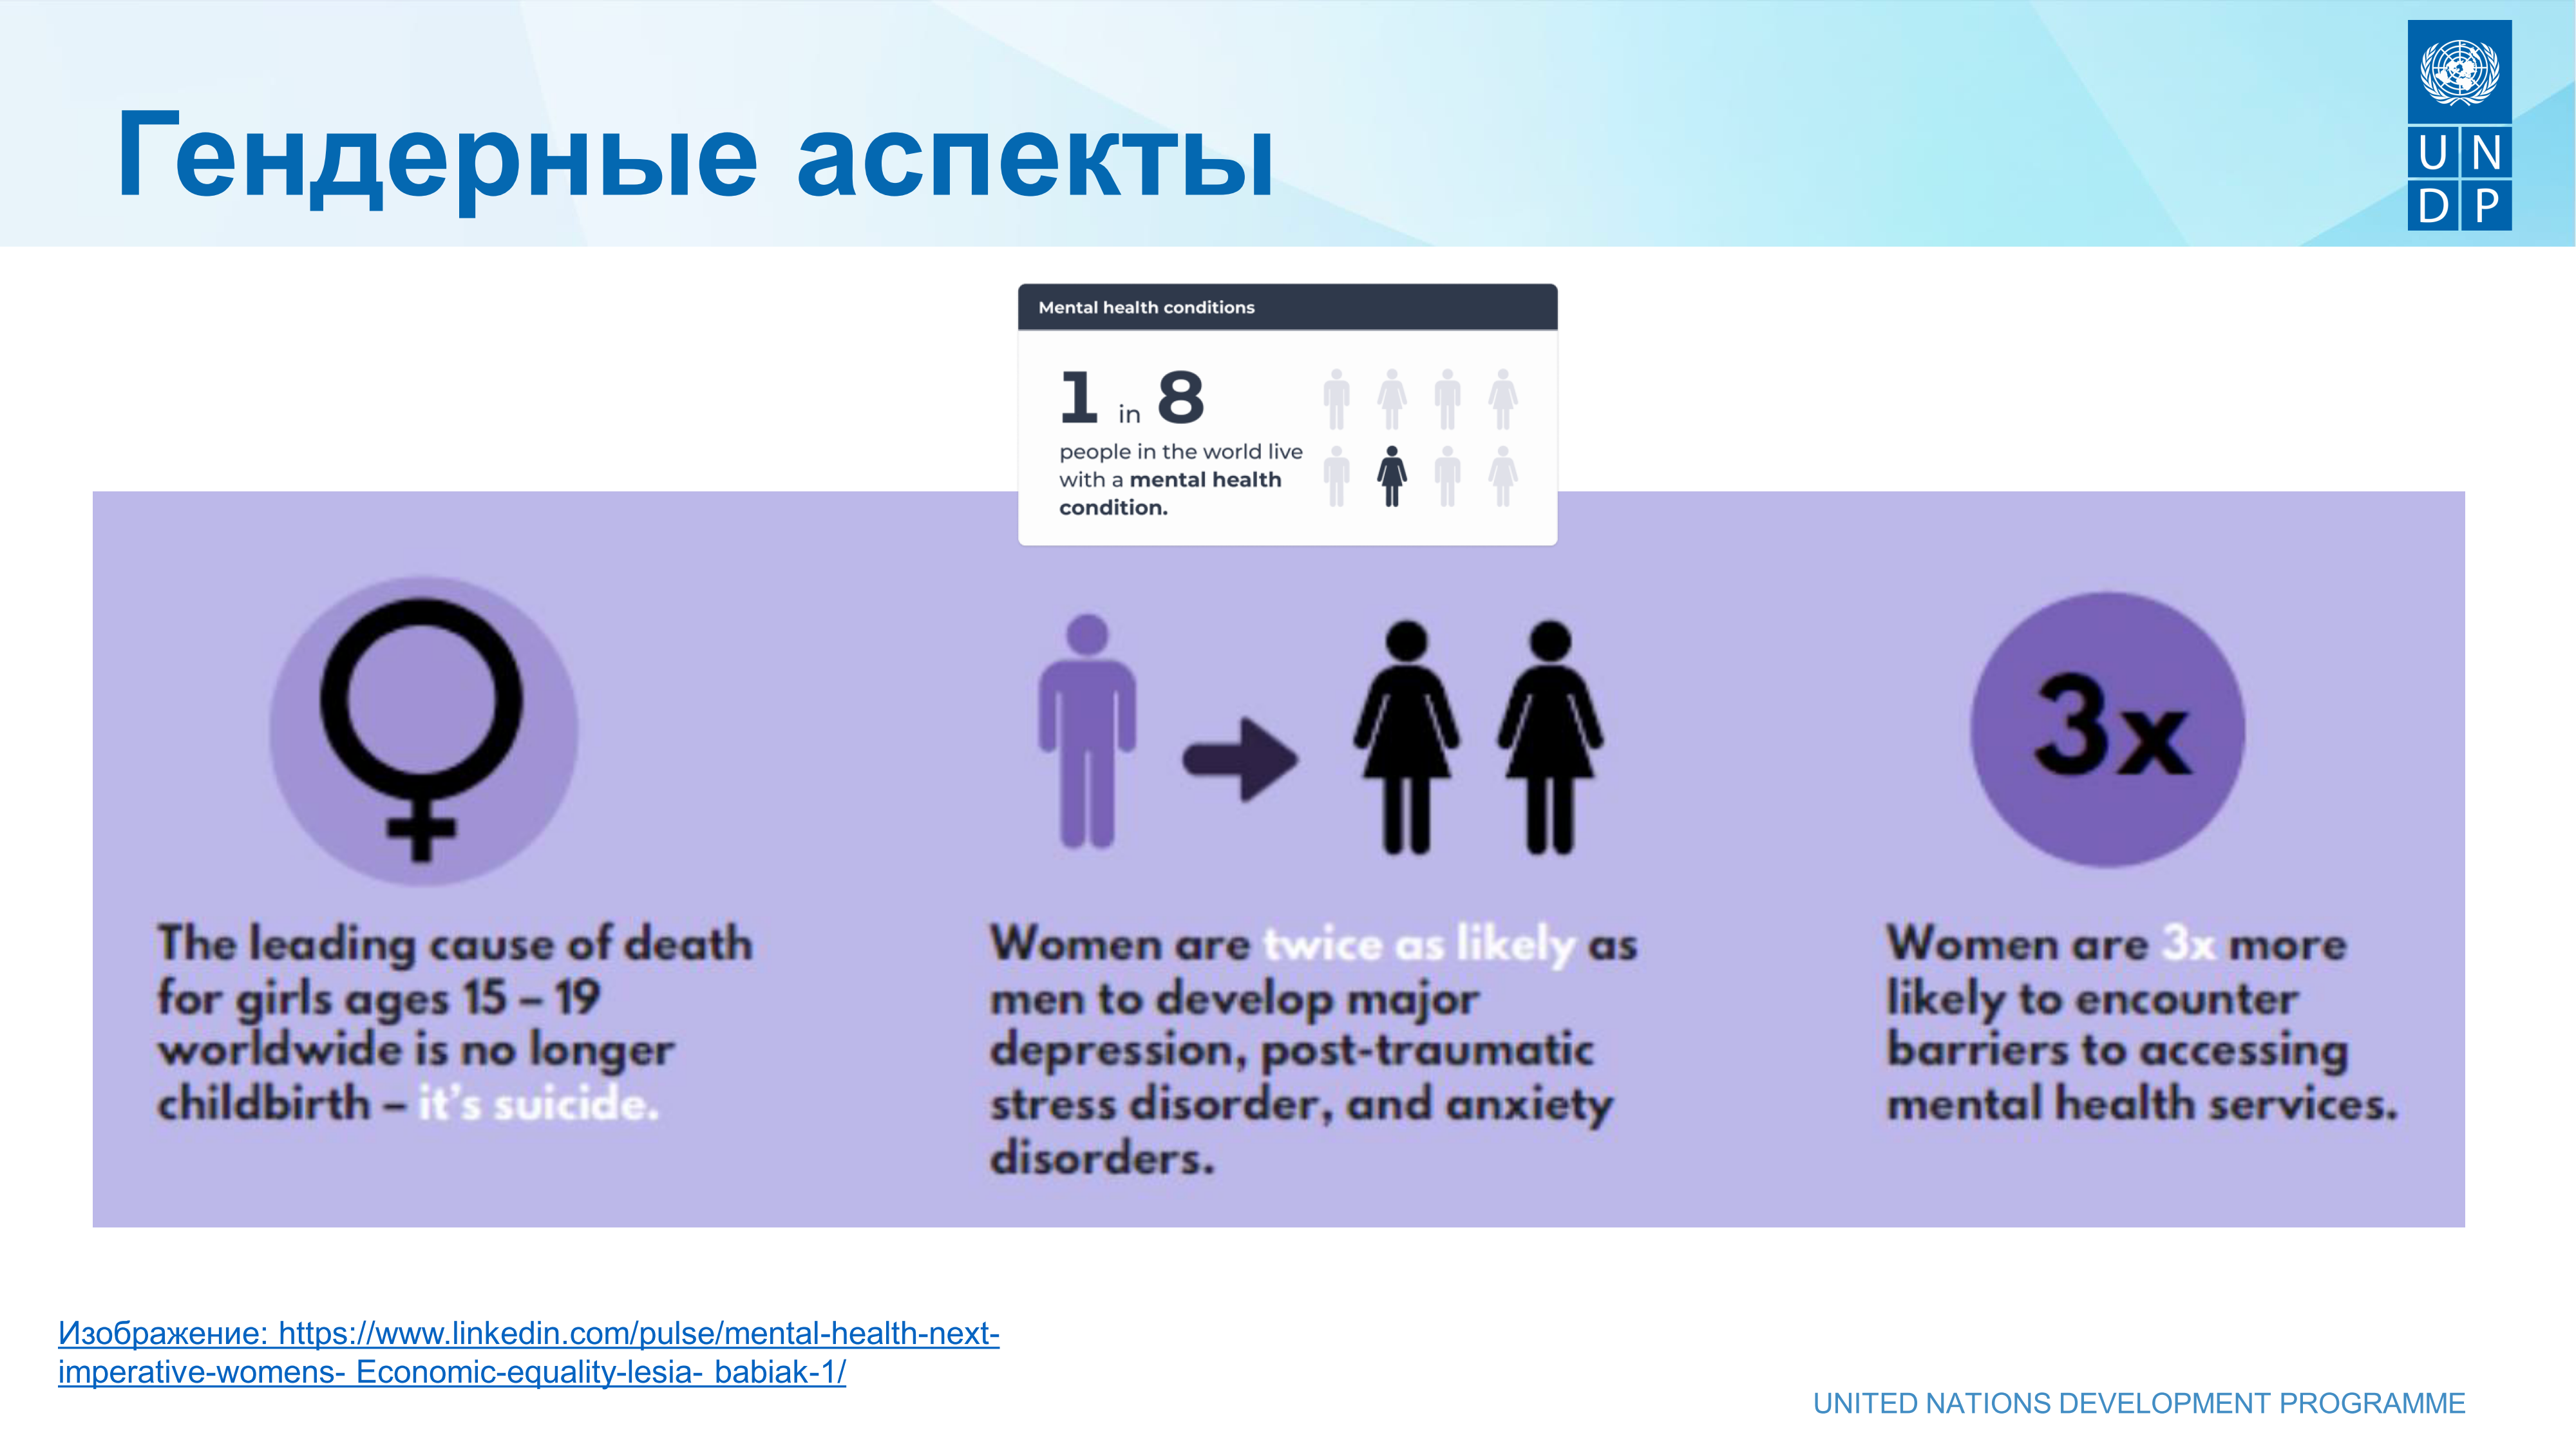 Гендерные аспекты
U N
D P
Mental health conditions
1 in 8
people in the world live
with a mental health
condition.
3x
The leading cause of death
for girls ages 15 – 19
worldwide is no longer
childbirth – it's suicide.
Women are twice as likely as
men to develop major
depression, post-traumatic
stress disorder, and anxiety
disorders.
Women are 3x more
likely to encounter
barriers to accessing
mental health services.
Изображение: https://www.linkedin.com/pulse/mental-health-next-
imperative-womens- Economic-equality-lesia- babiak-1/
UNITED NATIONS DEVELOPMENT PROGRAMME